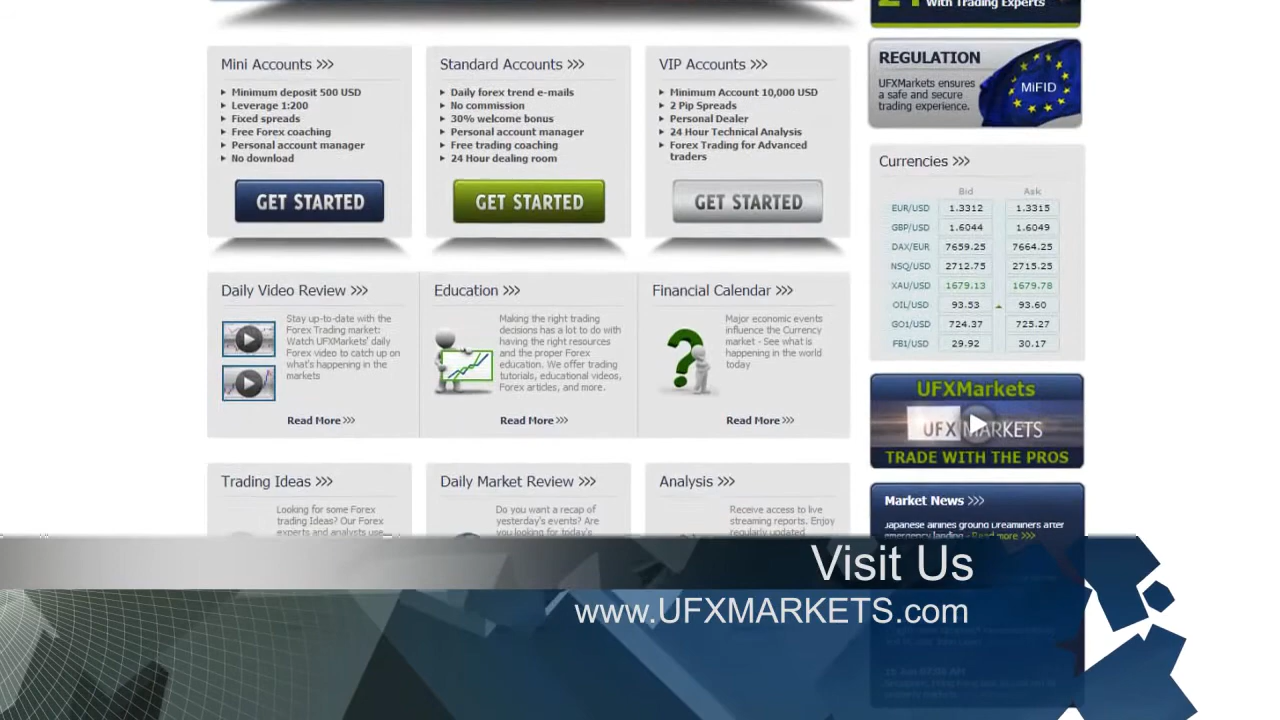 With Trading Experts
Mini Accounts >>>
Minimum deposit 500 USD
Leverage 1:200
Fixed spreads
Free Forex coaching
Personal account manager
No download
GET STARTED
Standard Accounts >>>
Daily forex trend e-mails
No commission
30% welcome bonus
Personal account manager
Free trading coaching
24 Hour dealing room
GET STARTED
VIP Accounts >>>
Minimum Account 10,000 USD
2 Pip Spreads
Personal Dealer
24 Hour Technical Analysis
Forex Trading for Advanced
traders
GET STARTED
REGULATION
UFXMarkets ensures
a safe and secure
trading experience.
MiFID
Currencies >>>
Bid Ask
EUR/USD 1.3312 1.3315
GBP/USD 1.6044 1.6049
DAX/EUR 7659.25 7664.25
NSQ/USD 2712.75 2715.25
XAU/USD 1679.13 1679.78
OIL/USD 93.53 93.60
GO1/USD 724.37 725.27
FB1/USD 29.92 30.17
Daily Video Review >>>
Stay up-to-date with the
Forex Trading market:
Watch UFXMarkets' daily
Forex video to catch up on
what's happening in the
markets
Read More >>>
Education >>>
Making the right trading
decisions has a lot to do with
having the right resources
and the proper Forex
education. We offer trading
tutorials, educational videos,
Forex articles, and more.
Read More >>>
Financial Calendar >>>
Major economic events
influence the Currency
market - See what is
happening in the world
today
Read More >>>
UFXMarkets
UFX MARKETS
TRADE WITH THE PROS
Trading Ideas >>>
Looking for some Forex
trading Ideas? Our Forex
experts and analysts use
Daily Market Review >>>
Do you want a recap of
yesterday's events? Are
you looking for today's
Analysis >>>
Receive access to live
streaming reports. Enjoy
regularly updated
Market News >>>
Japanese airlines ground Dreamliners after
emergency landing - Read more >>>
Visit Us
www.UFXMARKETS.com